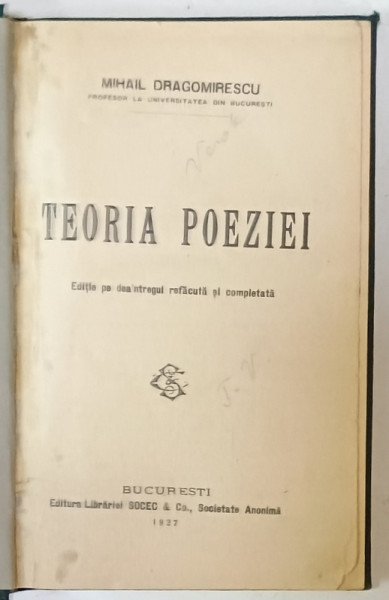 MIHAIL DRAGOMIRESCU
PROFESOR LA UNIVERSITATEA DIN BUCUREȘTI
TEORIA POEZIEI
Ediție pe dea'ntregul refăcută și completată
BUCUREȘTI
Editura Librăriei SOCEC & Co., Societate Anonimă
1927